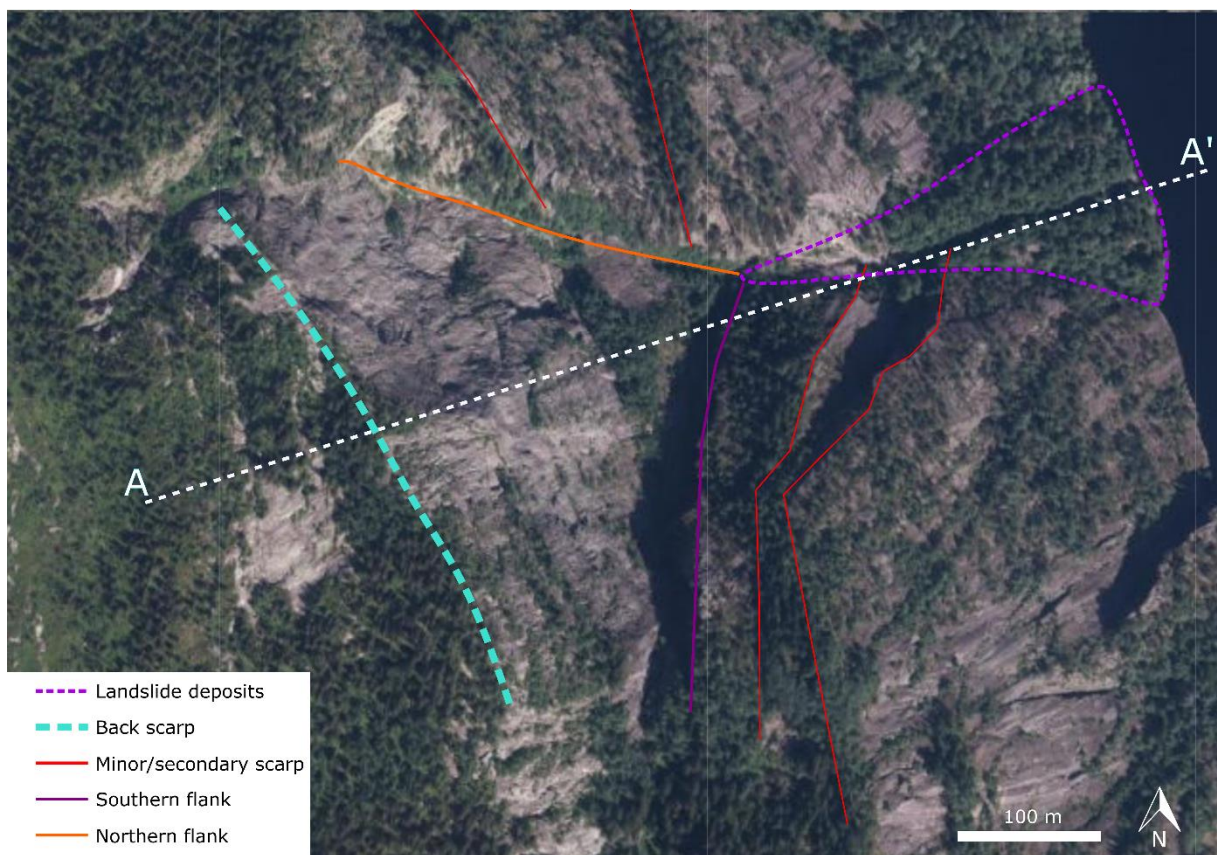 A'
A
Landslide deposits
Back scarp
Minor/secondary scarp
Southern flank
Northern flank
100 m
N